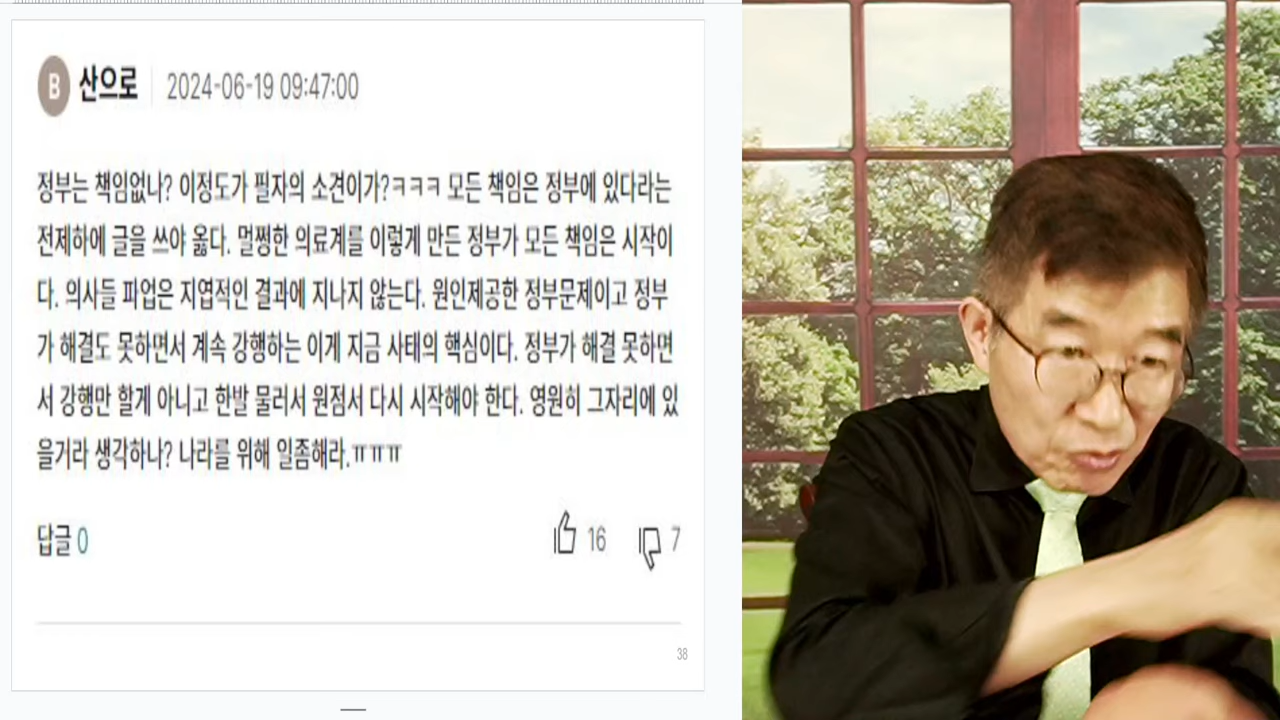 B 산으로 2024-06-19 09:47:00
정부는 책임없나? 이정도가 필자의 소견이가?ㅋㅋㅋ 모든 책임은 정부에 있다라는
전제하에 글을 쓰야 옳다. 멀쩡한 의료계를 이렇게 만든 정부가 모든 책임은 시작이
다. 의사들 파업은 지엽적인 결과에 지나지 않는다. 원인제공한 정부문제이고 정부
가 해결도 못하면서 계속 강행하는 이게 지금 사태의 핵심이다. 정부가 해결 못하면
서 강행만 할게 아니고 한발 물러서 원점서 다시 시작해야 한다. 영원히 그자리에 있
을거라 생각하나? 나라를 위해 일좀해라.ㅠㅠㅠ
답글 0 16 7
38